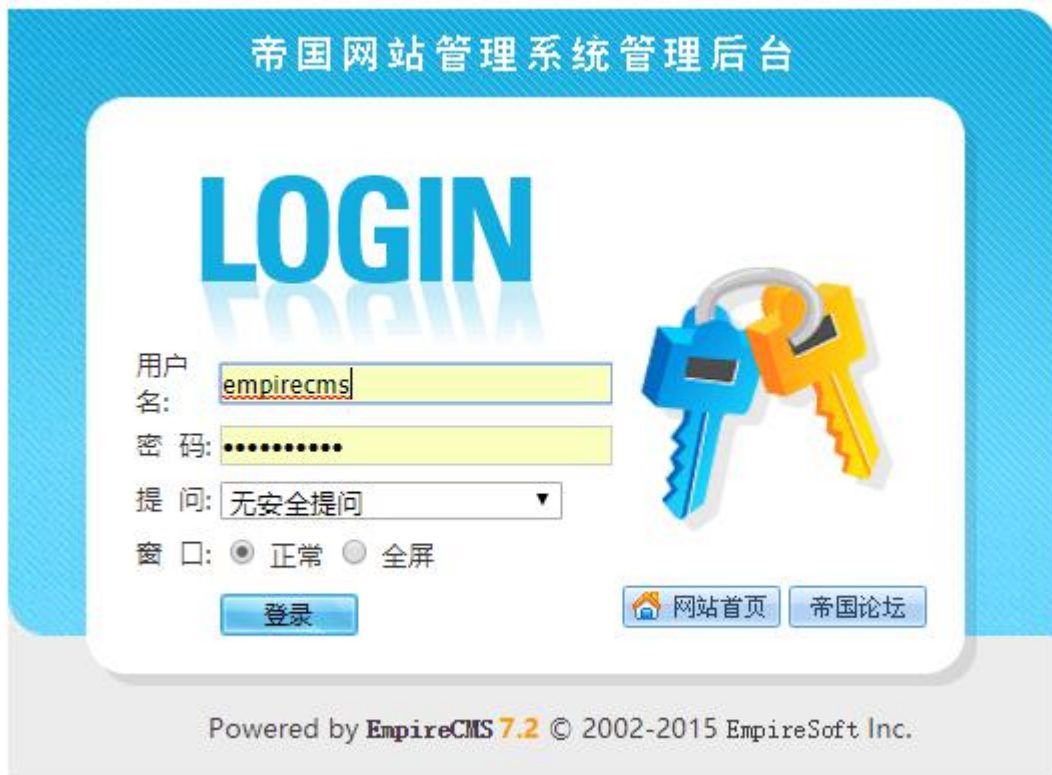 帝国网站管理系统管理后台
LOGIN
用户名: empirecms
密 码: ••••••••••
提 问: 无安全提问
窗 口: 正常 全屏
登录 网站首页 帝国论坛
Powered by EmpireCMS 7.2 © 2002-2015 EmpireSoft Inc.